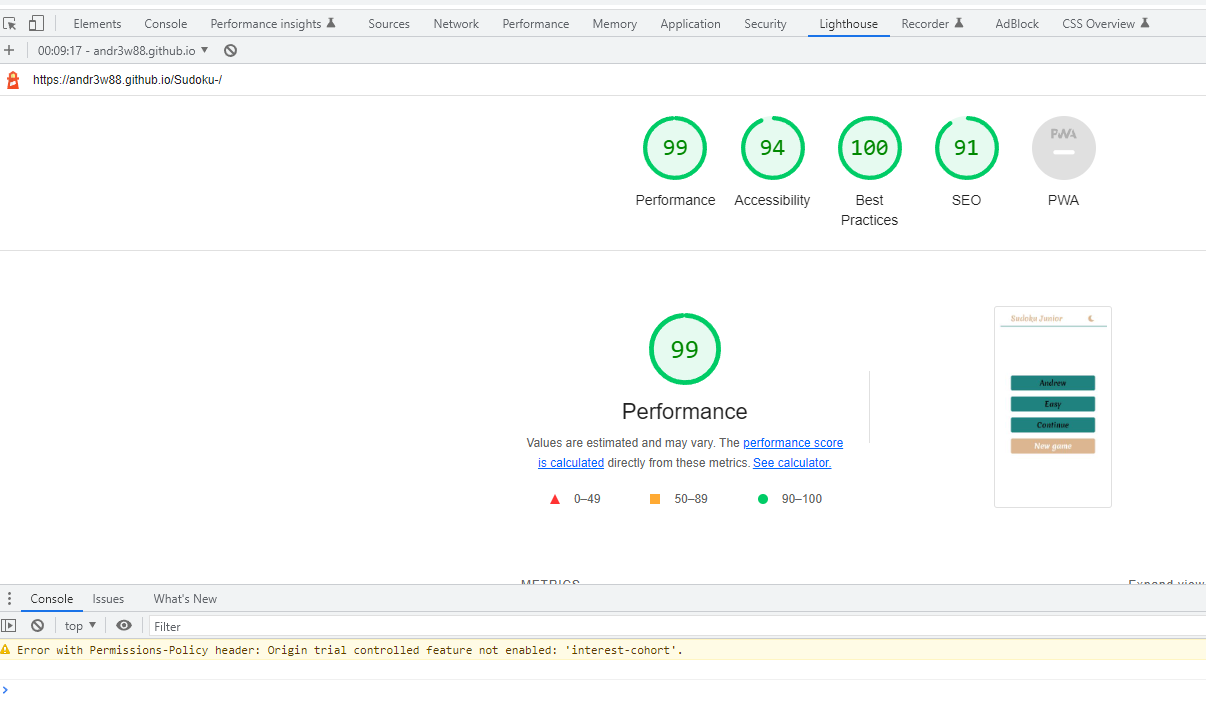 Elements Console Performance insights Sources Network Performance Memory Application Security Lighthouse Recorder AdBlock CSS Overview
00:09:17 - andr3w88.github.io
https://andr3w88.github.io/Sudoku-/
99 94 100 91 PWA
Performance Accessibility Best Practices SEO PWA
99
Performance
Values are estimated and may vary. The performance score
is calculated directly from these metrics. See calculator.
0–49 50–89 90–100
Sudoku Junior
Andrew
Easy
Continue
New game
METRICS Expand view
Console Issues What's New
top Filter
Error with Permissions-Policy header: Origin trial controlled feature not enabled: 'interest-cohort'.